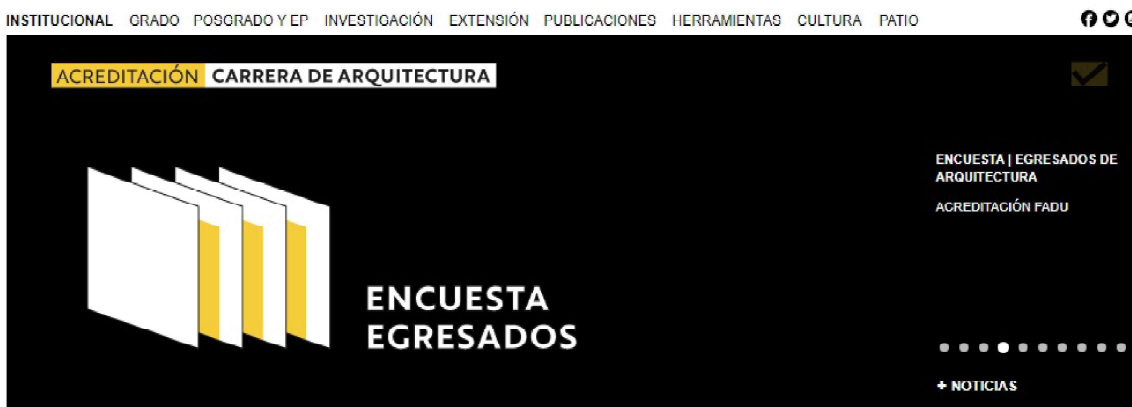 INSTITUCIONAL GRADO POSGRADO Y EP INVESTIGACIÓN EXTENSIÓN PUBLICACIONES HERRAMIENTAS CULTURA PATIO
ACREDITACIÓN CARRERA DE ARQUITECTURA
ENCUESTA | EGRESADOS DE
ARQUITECTURA
ACREDITACIÓN FADU
ENCUESTA
EGRESADOS
+ NOTICIAS